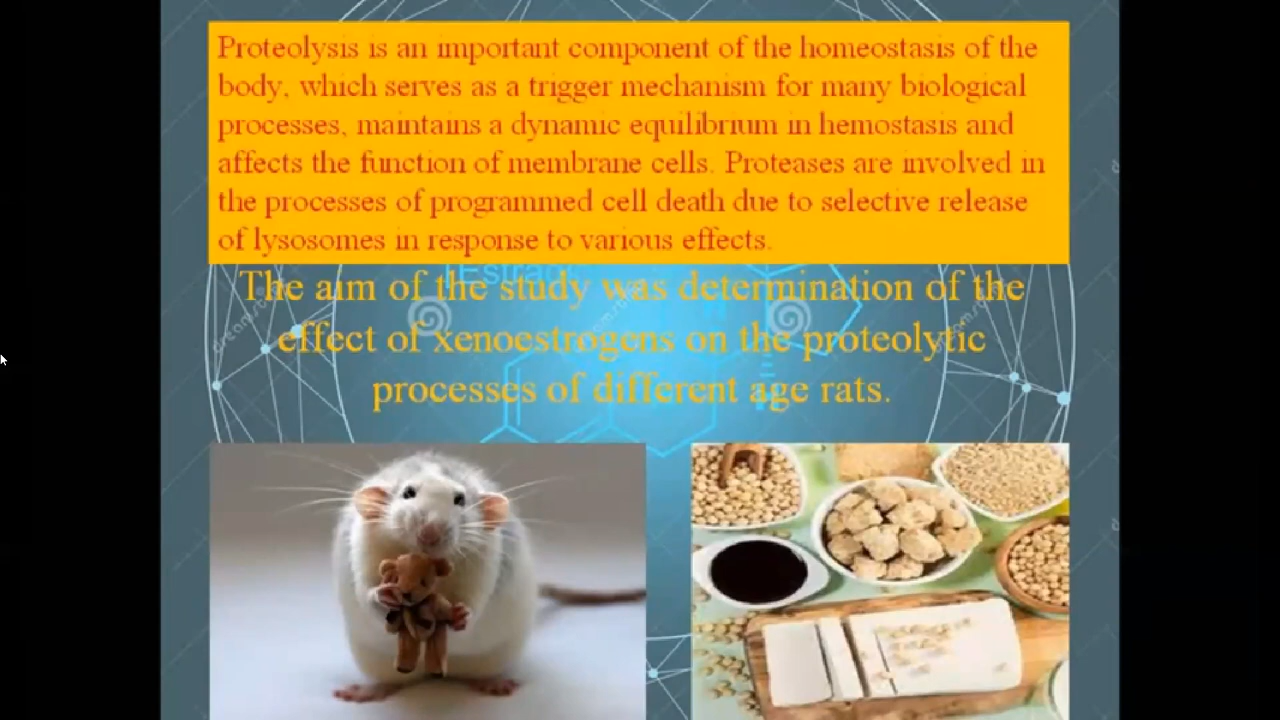 Proteolysis is an important component of the homeostasis of the
body, which serves as a trigger mechanism for many biological
processes, maintains a dynamic equilibrium in hemostasis and
affects the function of membrane cells. Proteases are involved in
the processes of programmed cell death due to selective release
of lysosomes in response to various effects.
The aim of the study was determination of the
effect of xenoestrogens on the proteolytic
processes of different age rats.